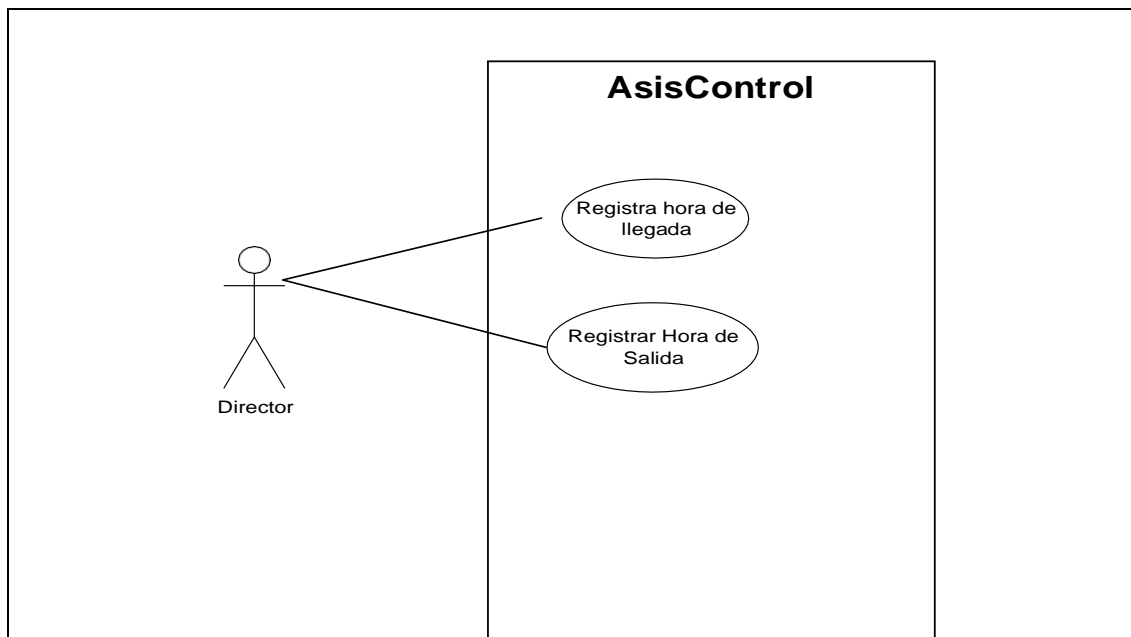 AsisControl
Registra hora de
llegada
Registrar Hora de
Salida
Director